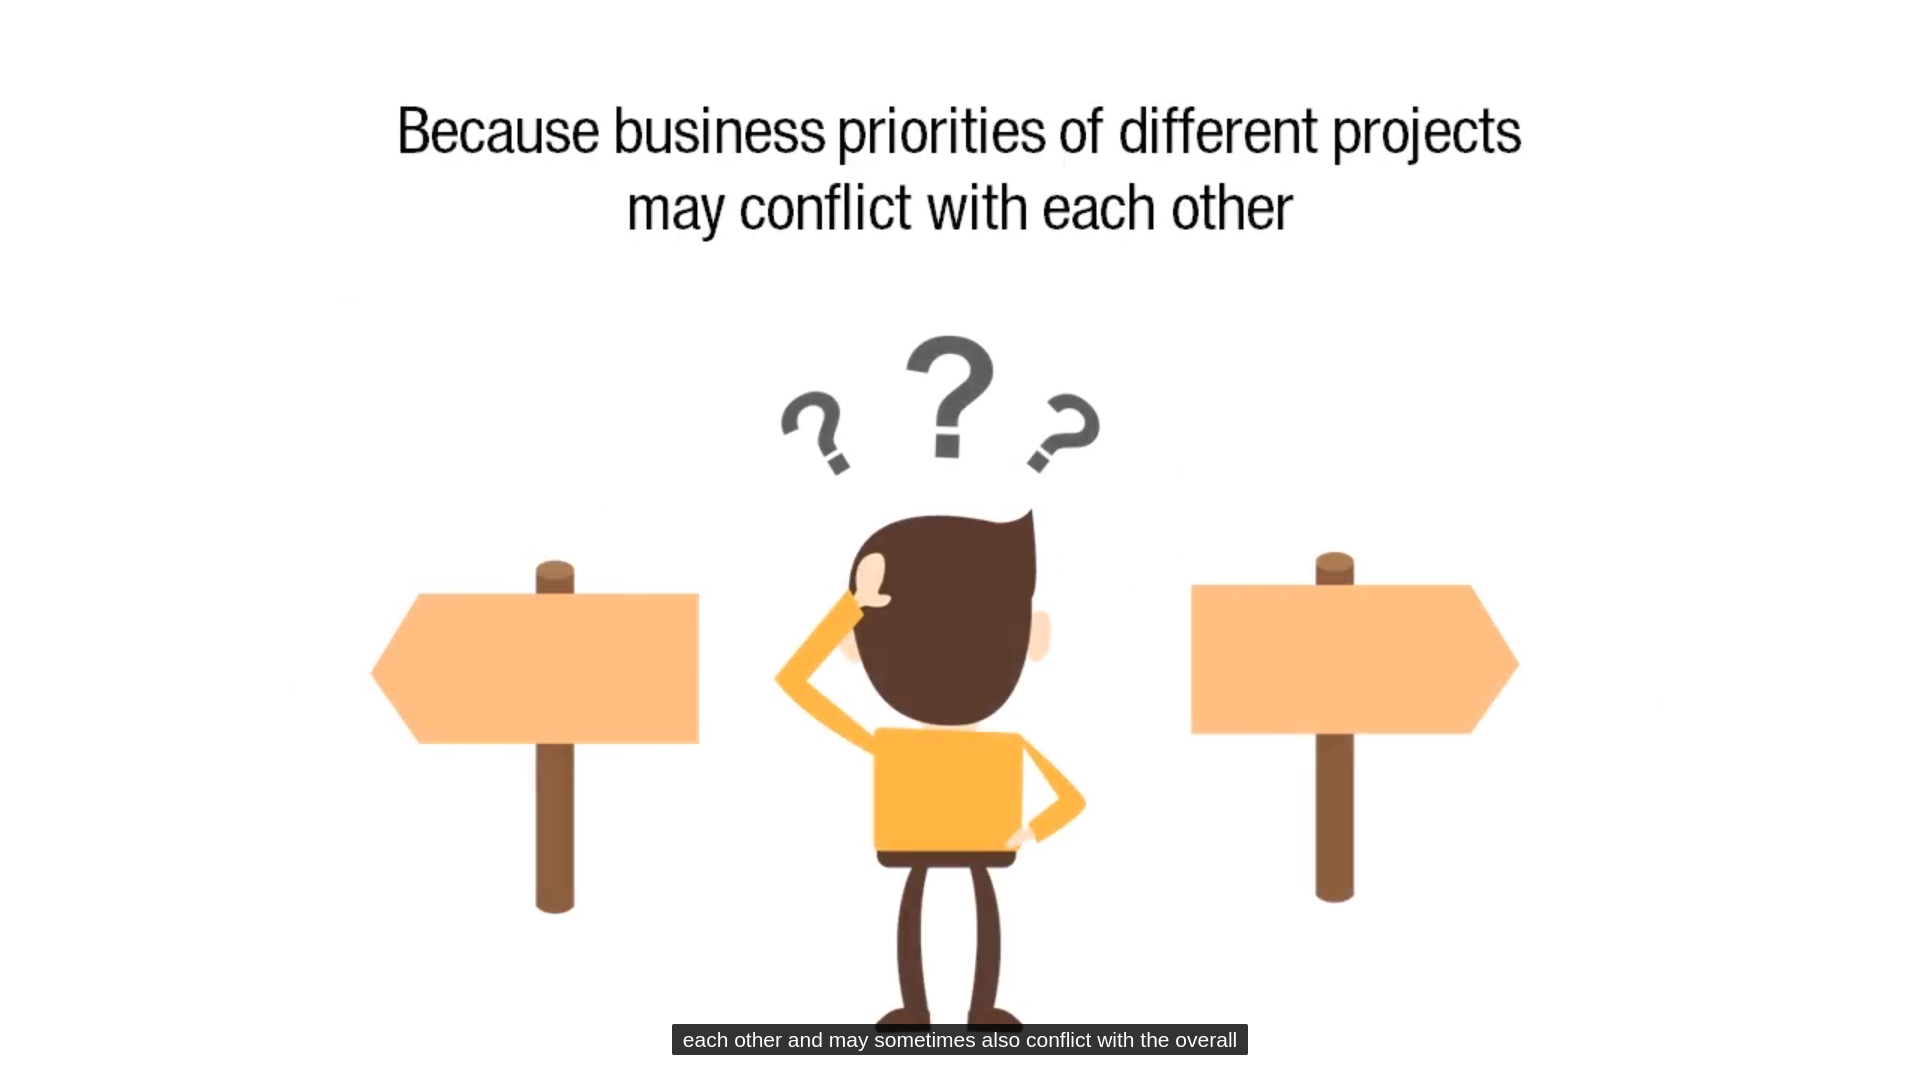 Because business priorities of different projects
may conflict with each other
? ? ?
each other and may sometimes also conflict with the overall